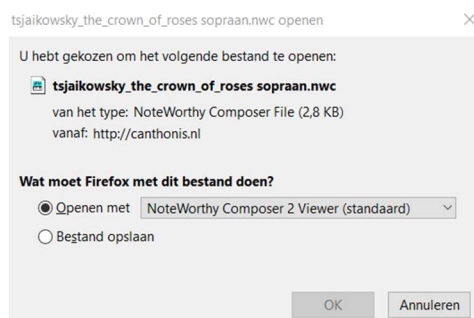 tsjaikowsky_the_crown_of_roses sopraan.nwc openen
U hebt gekozen om het volgende bestand te openen:
tsjaikowsky_the_crown_of_roses sopraan.nwc
van het type: NoteWorthy Composer File (2,8 KB)
vanaf: http://canthonis.nl
Wat moet Firefox met dit bestand doen?
Openen met NoteWorthy Composer 2 Viewer (standaard)
Bestand opslaan
OK Annuleren